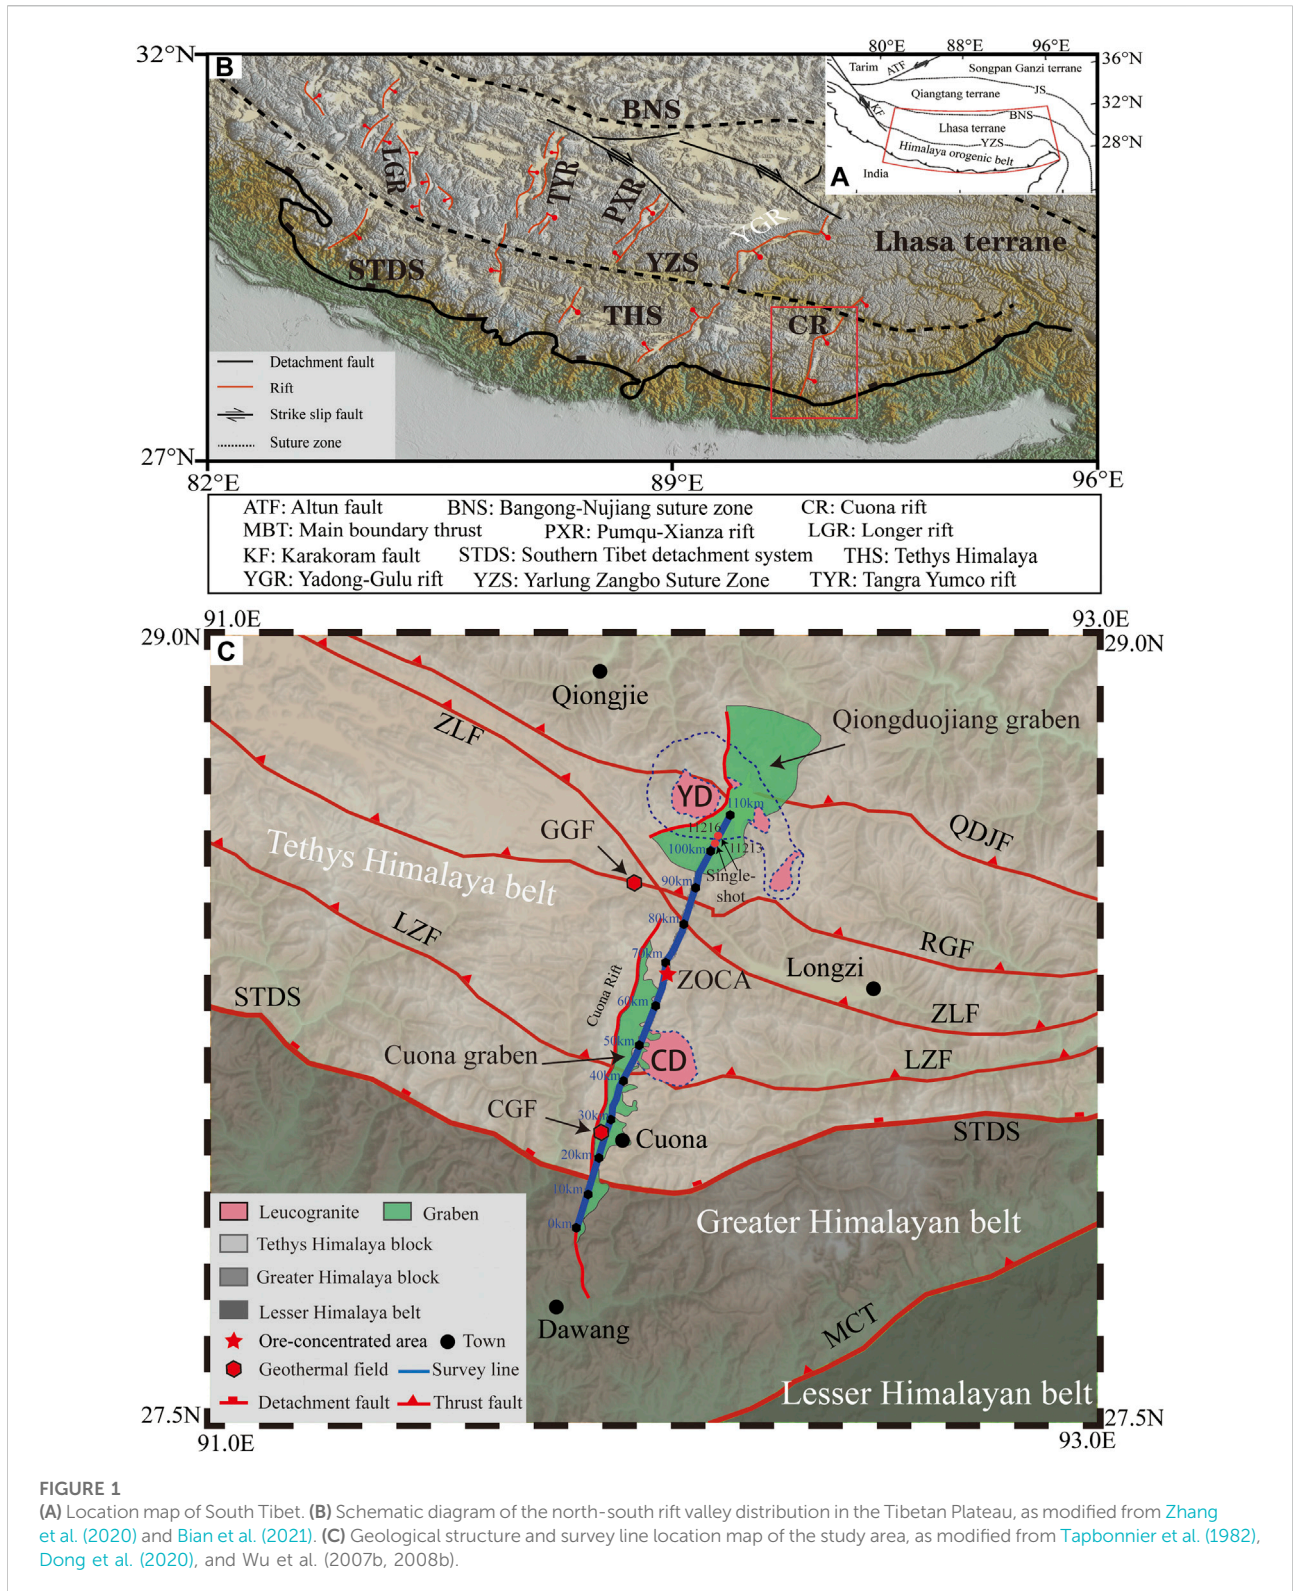 32°N
B
BNS
LGR
TYR
PXR
YGR
Lhasa terrane
STDS
YZS
THS
CR
Detachment fault
Rift
Strike slip fault
Suture zone
27°N
82°E
89°E
96°E
80°E
88°E
96°E
36°N
32°N
28°N
Tarim
ATF
Songpan Ganzi terrane
Qiangtang terrane
JS
KF
BNS
Lhasa terrane
YZS
Himalaya orogenic belt
India
A
ATF: Altun fault BNS: Bangong-Nujiang suture zone CR: Cuona rift
MBT: Main boundary thrust PXR: Pumqu-Xianza rift LGR: Longer rift
KF: Karakoram fault STDS: Southern Tibet detachment system THS: Tethys Himalaya
YGR: Yadong-Gulu rift YZS: Yarlung Zangbo Suture Zone TYR: Tangra Yumco rift
91.0E
93.0E
29.0N
29.0N
C
Qiongjie
Qiongduojiang graben
ZLF
YD
110km
11216
11213
100km
Single-
shot
GGF
QDJF
Tethys Himalaya belt
90km
80km
LZF
RGF
70km
Longzi
ZOCA
STDS
Cuona Rift
60km
ZLF
50km
Cuona graben
CD
LZF
40km
CGF
30km
Cuona
STDS
20km
10km
0km
Greater Himalayan belt
Leucogranite
Graben
Tethys Himalaya block
Greater Himalaya block
Lesser Himalaya belt
Ore-concentrated area
Town
Geothermal field
Survey line
Detachment fault
Thrust fault
Dawang
MCT
Lesser Himalayan belt
27.5N
27.5N
91.0E
93.0E
FIGURE 1
(A) Location map of South Tibet. (B) Schematic diagram of the north-south rift valley distribution in the Tibetan Plateau, as modified from Zhang
et al. (2020) and Bian et al. (2021). (C) Geological structure and survey line location map of the study area, as modified from Tapbonnier et al. (1982),
Dong et al. (2020), and Wu et al. (2007b, 2008b).